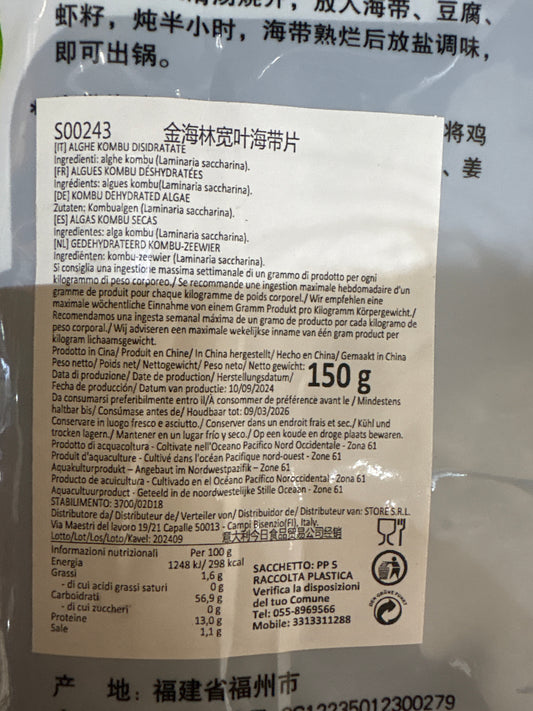 放入海带、豆腐、
虾籽，炖半小时，海带熟烂后放盐调味，
即可出锅。
将鸡
、姜
S00243 金海林宽叶海带片
[IT] ALGHE KOMBU DISIDRATATE
Ingredienti: alghe kombu (Laminaria saccharina).
[FR] ALGUES KOMBU DÉSHYDRATÉES
Ingrédients: algues kombu(Laminaria saccharina).
[DE] KOMBU DEHYDRATED ALGAE
Zutaten: Kombualgen (Laminaria saccharina).
[ES] ALGAS KOMBU SECAS
Ingredientes: alga kombu (Laminaria saccharina).
[NL] GEDEHYDRATEERD KOMBU-ZEEWIER
Ingrediënten: kombu-zeewier (Laminaria saccharina).
Si consiglia una ingestione massima settimanale di un grammo di prodotto per ogni
kilogrammo di peso corporeo./ Se recommande une ingestion maximale hebdomadaire d'un
gramme de produit pour chaque kilogramme de poids corporel./ Wir empfehlen eine
maximale wöchentliche Einnahme von einem Gramm Produkt pro Kilogramm Körpergewicht./
Recomendamos una ingesta semanal máxima de un gramo de producto por cada kilogramo de
peso corporal./ Wij adviseren een maximale wekelijkse inname van één gram product per
kilogram lichaamsgewicht.
Prodotto in Cina/ Produit en Chine/ In China hergestellt/ Hecho en China/ Gemaakt in China
Peso netto/ Poids net/ Nettogewicht/ Peso neto/ Netto gewicht: 150 g
Data di produzione/ Date de production/ Herstellungsdatum/
Fecha de producción/ Datum van productie: 10/09/2024
Da consumarsi preferibilmente entro il/À consommer de préférence avant le / Mindestens
haltbar bis/ Consúmase antes de/ Houdbaar tot: 09/03/2026
Conservare in luogo fresco e asciutto./ Conserver dans un endroit frais et sec./ Kühl und
trocken lagern./ Mantener en un lugar frío y seco./ Op een koude en droge plaats bewaren.
Prodotto di acquacoltura - Coltivate nell'Oceano Pacifico Nord Occidentale - Zona 61
Produit d'aquaculture - Cultivé dans l'océan Pacifique nord-ouest - Zone 61
Aquakulturprodukt – Angebaut im Nordwestpazifik – Zone 61
Producto de acuicultura - Cultivado en el Océano Pacífico Noroccidental - Zona 61
Aquacultuurproduct - Geteeld in de noordwestelijke Stille Oceaan - Zone 61
STABILIMENTO: 3700/02D18
Distributore da/ Distributeur de/ Verteiler von/ Distribuidor de/ Distributeur van: STORE S.R.L.
Via Maestri del lavoro 19/21 Capalle 50013 - Campi Bisenzio(FI), Italy.
Lotto/Lot/Los/Loto/Kavel: 202409 意大利今日食品贸易公司经销
Informazioni nutrizionali Per 100 g
Energia 1248 kJ/ 298 kcal
Grassi 1,6 g
- di cui acidi grassi saturi 0 g
Carboidrati 56,9 g
- di cui zuccheri 0 g
Proteine 13,0 g
Sale 1,1 g
SACCHETTO: PP 5
RACCOLTA PLASTICA
Verifica la disposizioni
del tuo Comune
Tel: 055-8969566
Mobile: 3313311288
DER GRÜNE PUNKT
产 地：福建省福州市
12235012300279